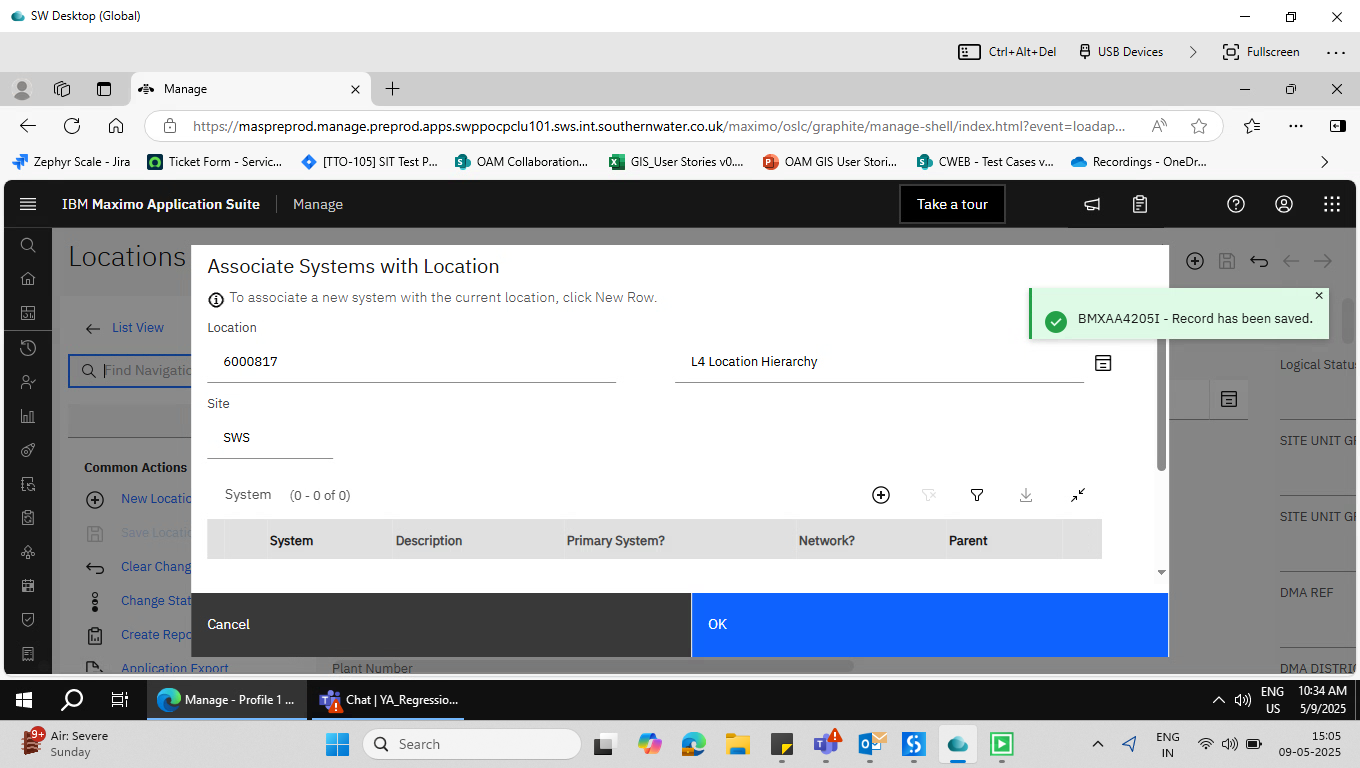 SW Desktop (Global)
Ctrl+Alt+Del USB Devices Fullscreen
Manage
https://maspreprod.manage.preprod.apps.swppocpclu101.sws.int.southernwater.co.uk/maximo/oslc/graphite/manage-shell/index.html?event=loadap...
Zephyr Scale - Jira Ticket Form - Servic... [TTO-105] SIT Test P... OAM Collaboration... GIS_User Stories v0.... OAM GIS User Stori... CWEB - Test Cases v... Recordings - OneDr...
IBM Maximo Application Suite Manage Take a tour
Locations
Associate Systems with Location
To associate a new system with the current location, click New Row.
BMXAA4205I - Record has been saved.
List View
Location
6000817 L4 Location Hierarchy
Find Navigatio
Logical Statu
Site
SWS
SITE UNIT G
Common Actions
System (0 - 0 of 0)
New Locatio
SITE UNIT G
Save Locatio
System Description Primary System? Network? Parent
Clear Chang
DMA REF
Change Stat
Cancel OK
Create Repo
Application Export
Plant Number
DMA DISTRI
Manage - Profile 1 ... Chat | YA_Regressio...
ENG
US
10:34 AM
5/9/2025
9+
Air: Severe
Sunday
Search
ENG
IN
15:05
09-05-2025